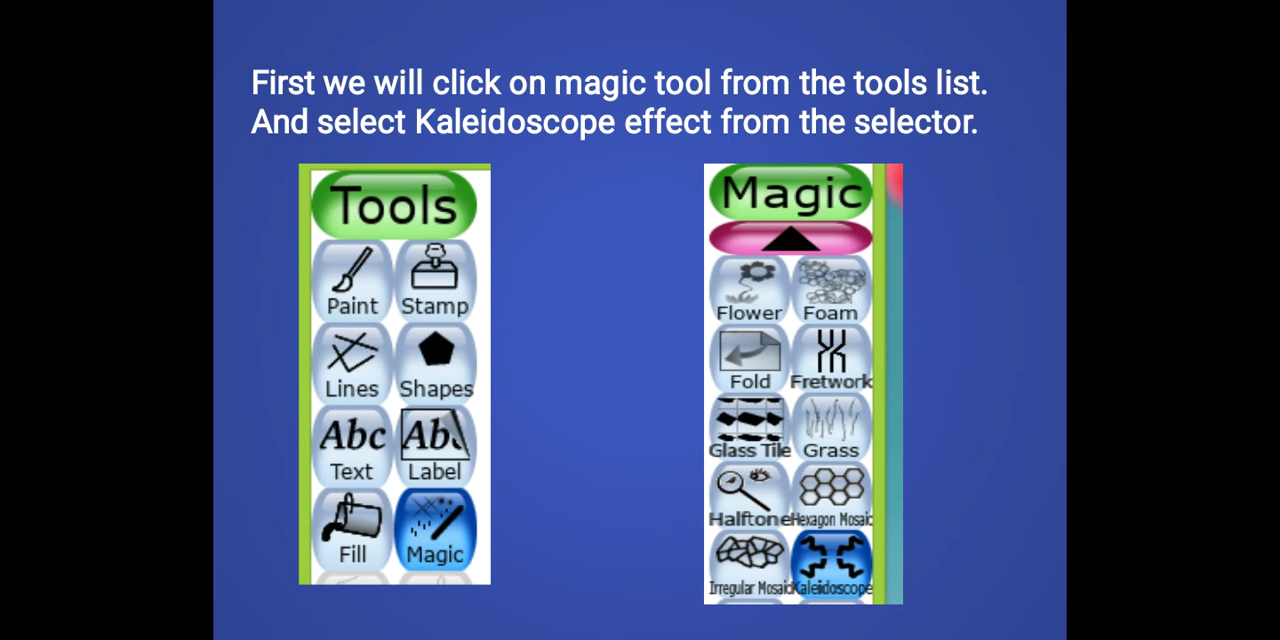 First we will click on magic tool from the tools list.
And select Kaleidoscope effect from the selector.
Tools
Paint Stamp
Lines Shapes
Abc Abc
Text Label
Fill Magic
Magic
Flower Foam
Fold Fretwork
Glass Tile Grass
Halftone Hexagon Mosaic
Irregular Mosaic Kaleidoscope